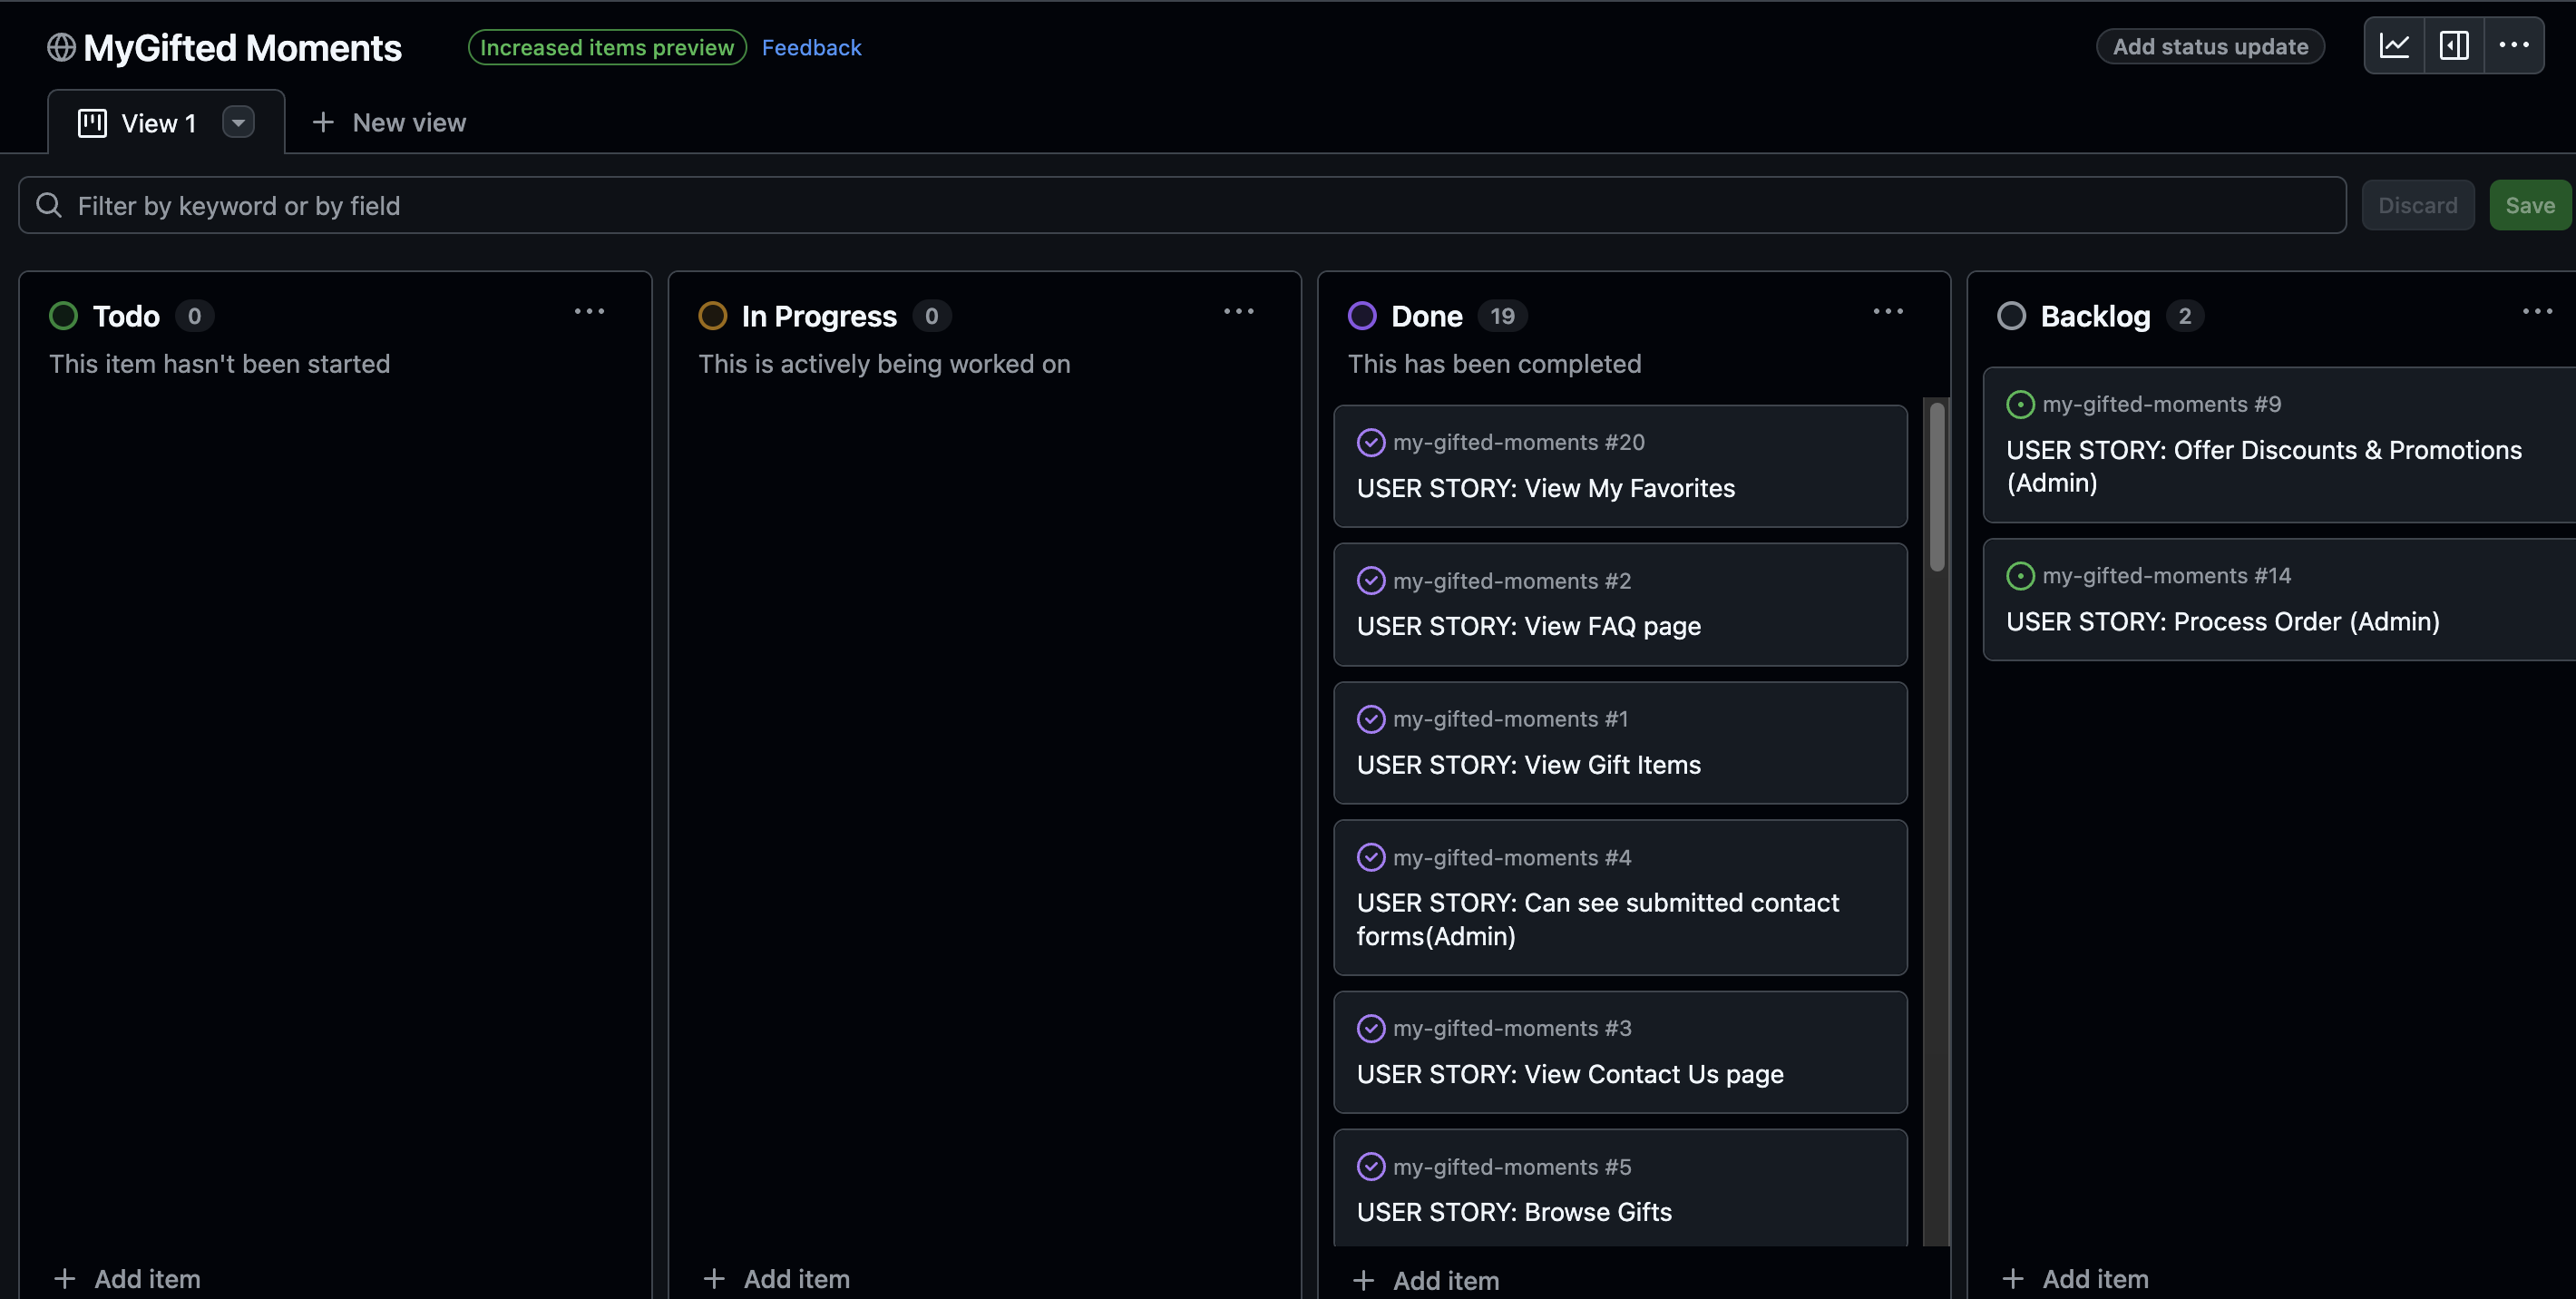 MyGifted Moments
Increased items preview
Feedback
Add status update
View 1
New view
Filter by keyword or by field
Discard
Save
Todo 0
This item hasn't been started
Add item
In Progress 0
This is actively being worked on
Add item
Done 19
This has been completed
my-gifted-moments #20
USER STORY: View My Favorites
my-gifted-moments #2
USER STORY: View FAQ page
my-gifted-moments #1
USER STORY: View Gift Items
my-gifted-moments #4
USER STORY: Can see submitted contact
forms(Admin)
my-gifted-moments #3
USER STORY: View Contact Us page
my-gifted-moments #5
USER STORY: Browse Gifts
Add item
Backlog 2
my-gifted-moments #9
USER STORY: Offer Discounts & Promotions
(Admin)
my-gifted-moments #14
USER STORY: Process Order (Admin)
Add item